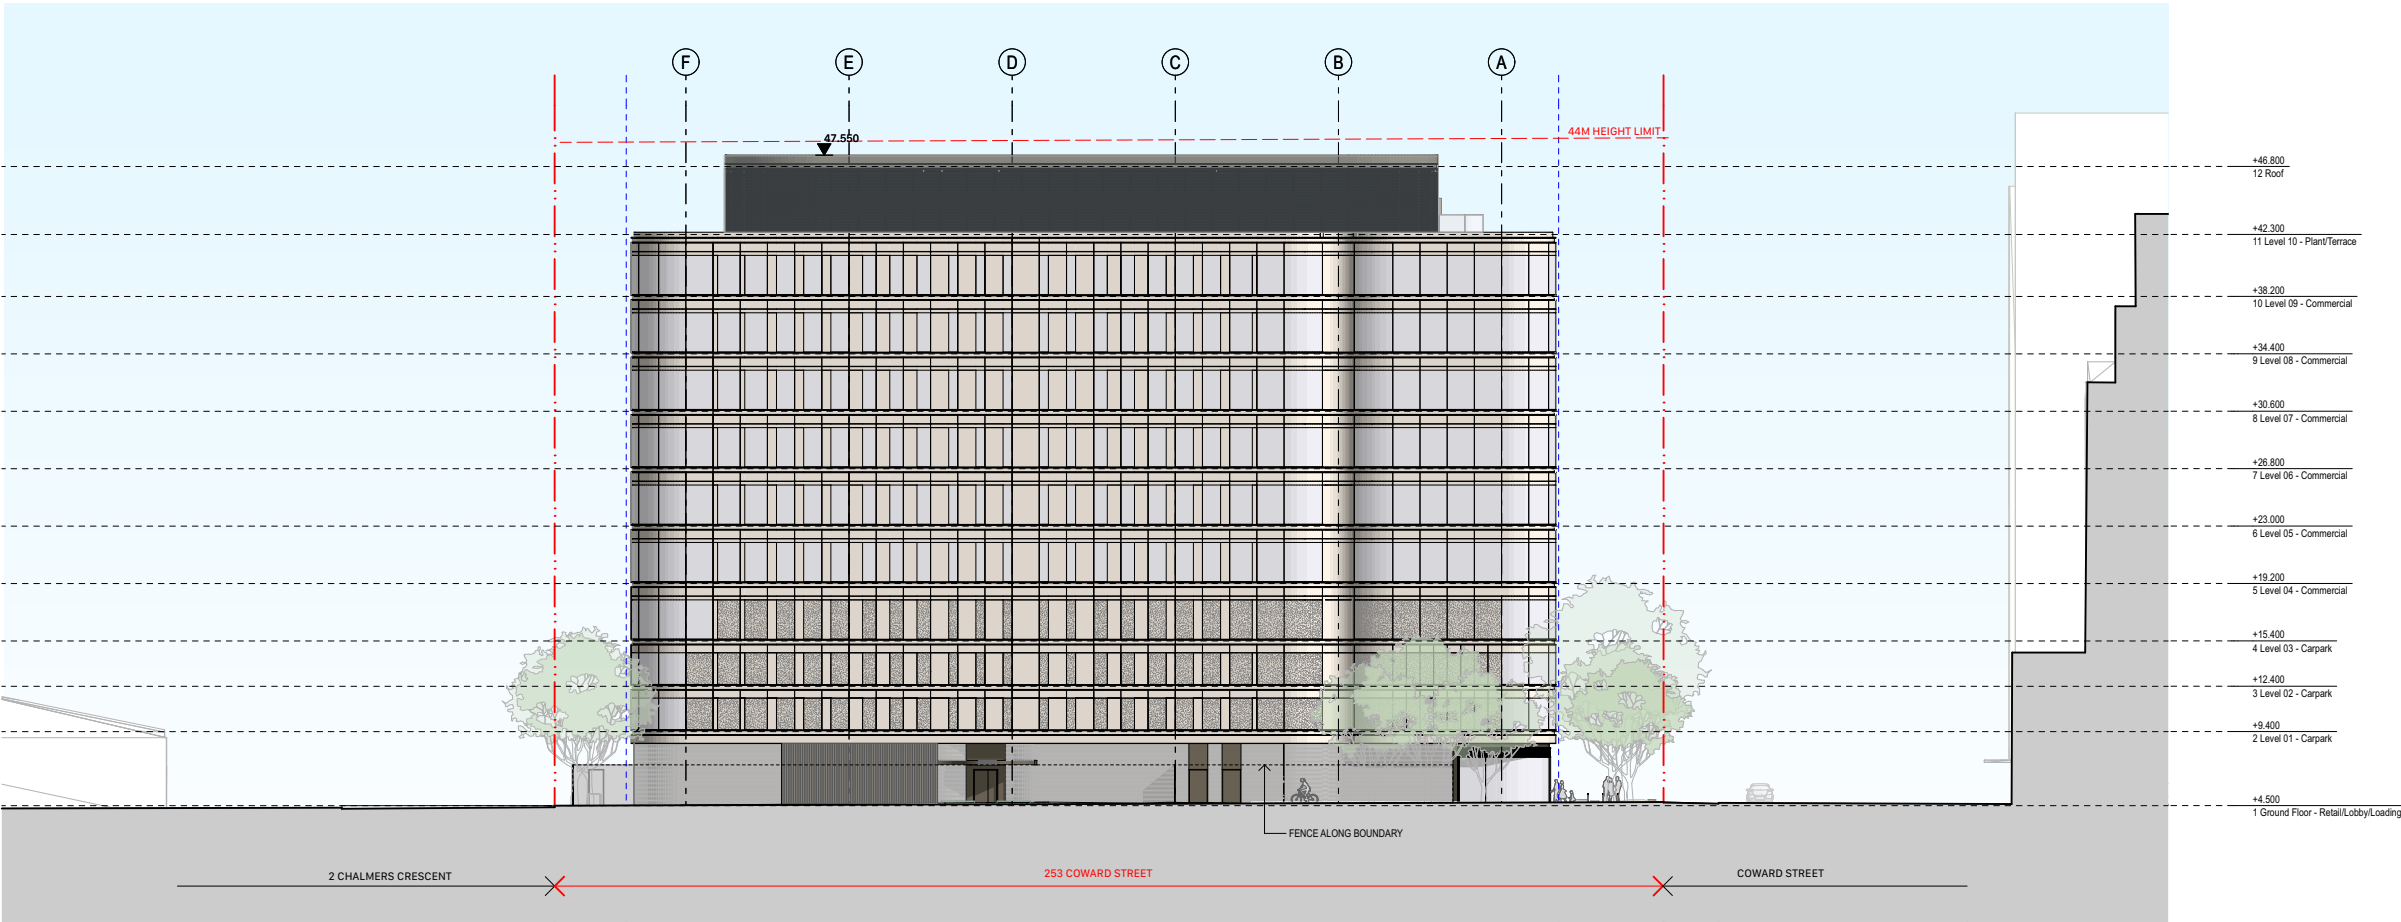 F E D C B A
44M HEIGHT LIMIT
47.550
+46.800
12 Roof
+42.300
11 Level 10 - Plant/Terrace
+38.200
10 Level 09 - Commercial
+34.400
9 Level 08 - Commercial
+30.600
8 Level 07 - Commercial
+26.800
7 Level 06 - Commercial
+23.000
6 Level 05 - Commercial
+19.200
5 Level 04 - Commercial
+15.400
4 Level 03 - Carpark
+12.400
3 Level 02 - Carpark
+9.400
2 Level 01 - Carpark
+4.500
1 Ground Floor - Retail/Lobby/Loading
FENCE ALONG BOUNDARY
2 CHALMERS CRESCENT
253 COWARD STREET
COWARD STREET